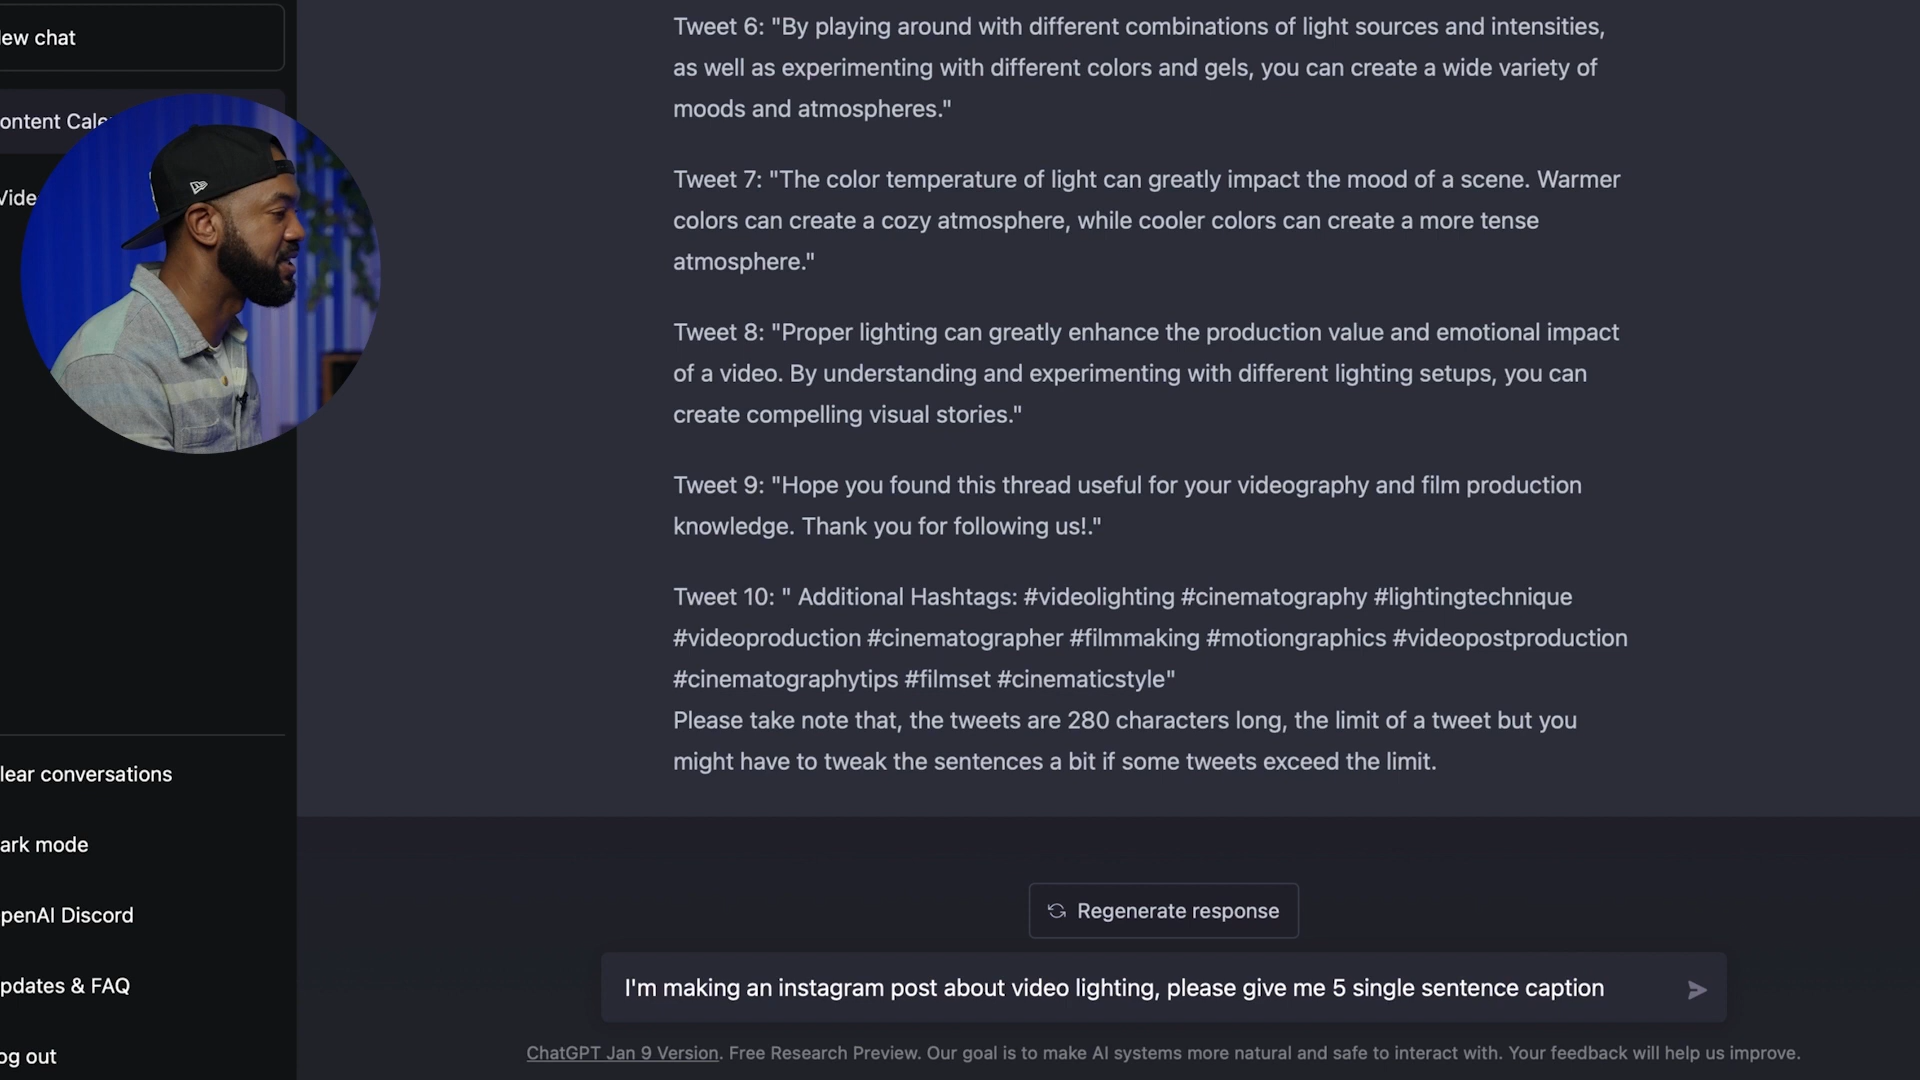 ew chat
ontent Cale
Vide
lear conversations
ark mode
penAI Discord
pdates & FAQ
og out
Tweet 6: "By playing around with different combinations of light sources and intensities,
as well as experimenting with different colors and gels, you can create a wide variety of
moods and atmospheres."
Tweet 7: "The color temperature of light can greatly impact the mood of a scene. Warmer
colors can create a cozy atmosphere, while cooler colors can create a more tense
atmosphere."
Tweet 8: "Proper lighting can greatly enhance the production value and emotional impact
of a video. By understanding and experimenting with different lighting setups, you can
create compelling visual stories."
Tweet 9: "Hope you found this thread useful for your videography and film production
knowledge. Thank you for following us!."
Tweet 10: " Additional Hashtags: #videolighting #cinematography #lightingtechnique
#videoproduction #cinematographer #filmmaking #motiongraphics #videopostproduction
#cinematographytips #filmset #cinematicstyle"
Please take note that, the tweets are 280 characters long, the limit of a tweet but you
might have to tweak the sentences a bit if some tweets exceed the limit.
Regenerate response
I'm making an instagram post about video lighting, please give me 5 single sentence caption
ChatGPT Jan 9 Version. Free Research Preview. Our goal is to make AI systems more natural and safe to interact with. Your feedback will help us improve.